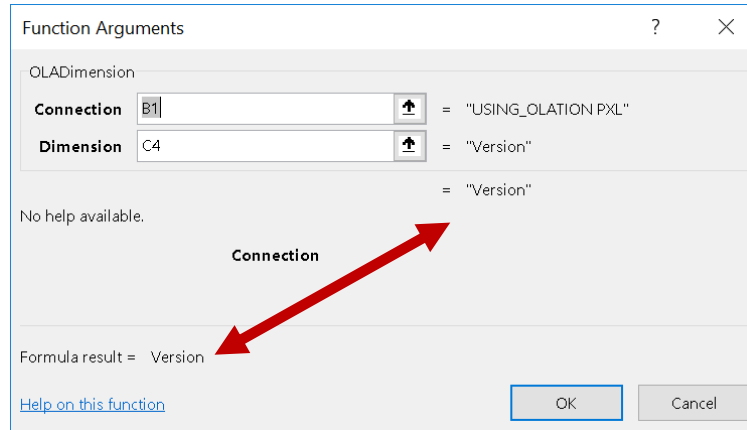 Function Arguments ?
OLADimension
Connection B1 = "USING_OLATION PXL"
Dimension C4 = "Version"
= "Version"
No help available.
Connection
Formula result = Version
Help on this function OK Cancel